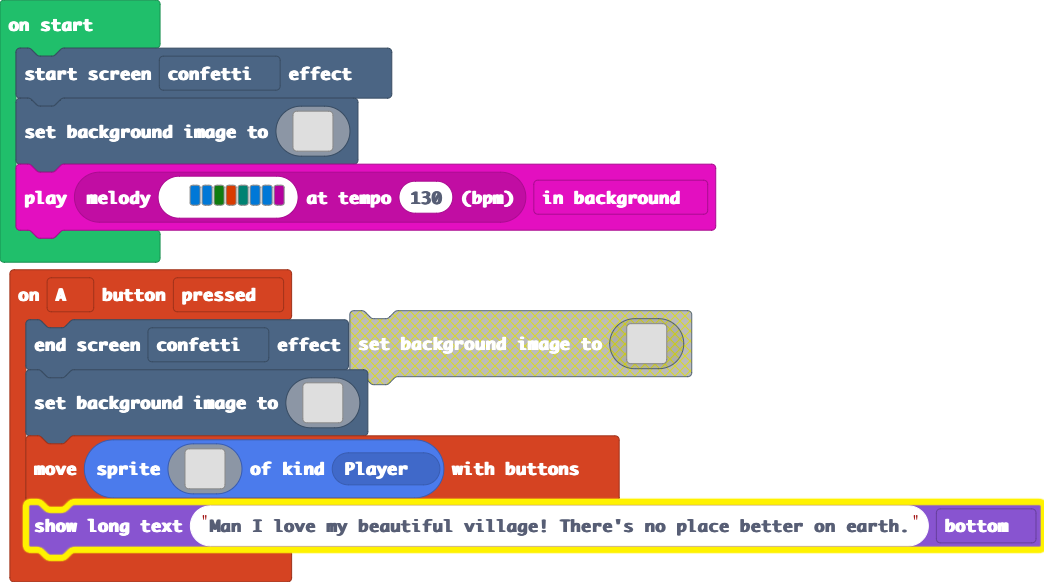 on start
start screen confetti effect
set background image to
play melody at tempo 130 (bpm) in background
on A button pressed
end screen confetti effect
set background image to
set background image to
move sprite of kind Player with buttons
show long text "Man I love my beautiful village! There's no place better on earth." bottom